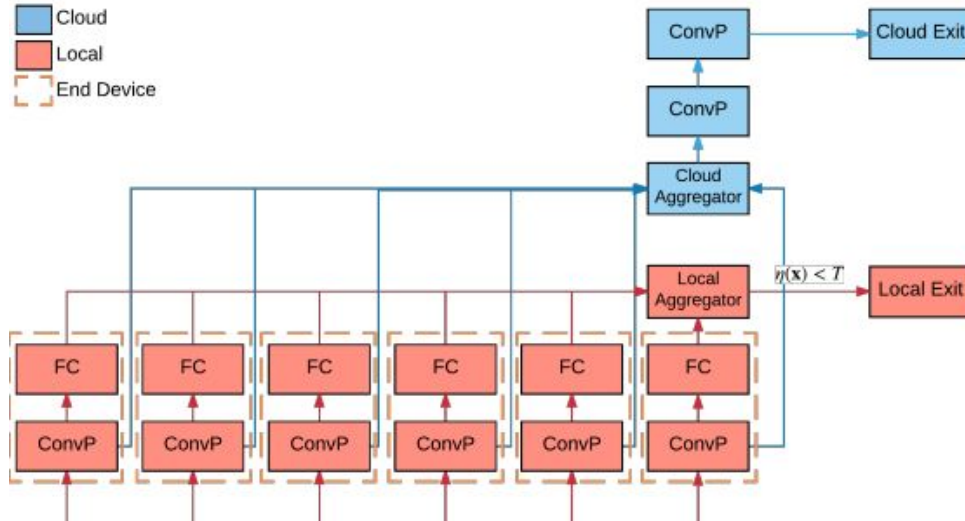 Cloud
Local
End Device
ConvP
Cloud Exit
ConvP
Cloud
Aggregator
Local
Aggregator
η(x) < T
Local Exit
FC
FC
FC
FC
FC
FC
ConvP
ConvP
ConvP
ConvP
ConvP
ConvP